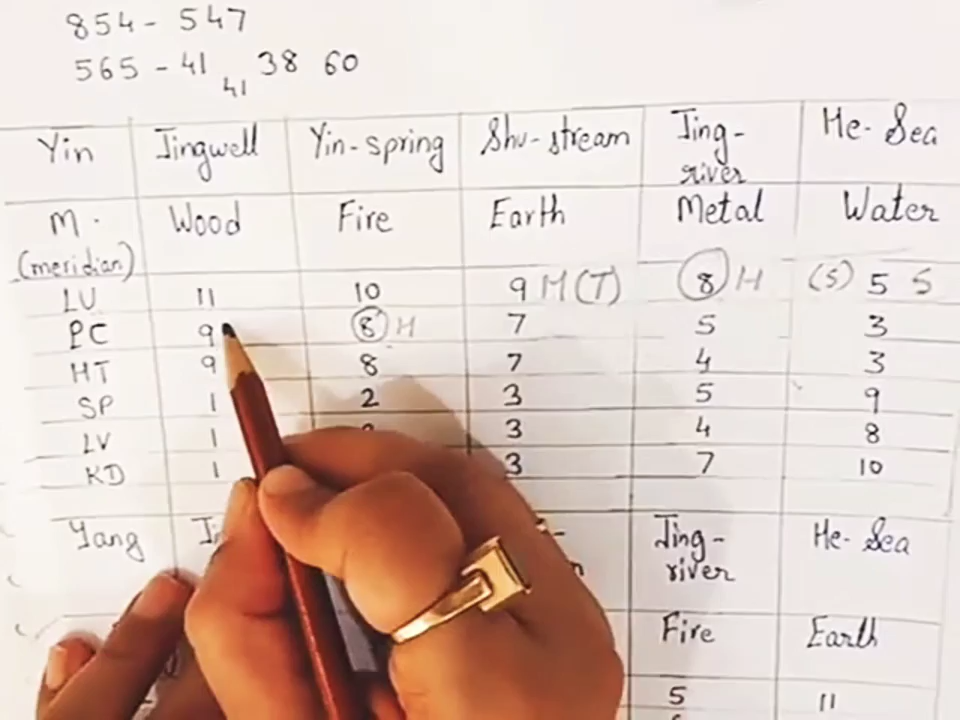 854 - 547
565 - 41 41 38 60
Yin Jingwell Yin-spring Shu-stream Jing-river He-Sea
M. (meridian) Wood Fire Earth Metal Water
LU 11 10 9 M (T) 8 H (S) 5 S
PC 9 8 H 7 5 3
HT 9 8 7 4 3
SP 1 2 3 5 9
LV 1 3 4 8
KD 1 3 7 10
Yang Jing-river He-Sea
Fire Earth
5 11